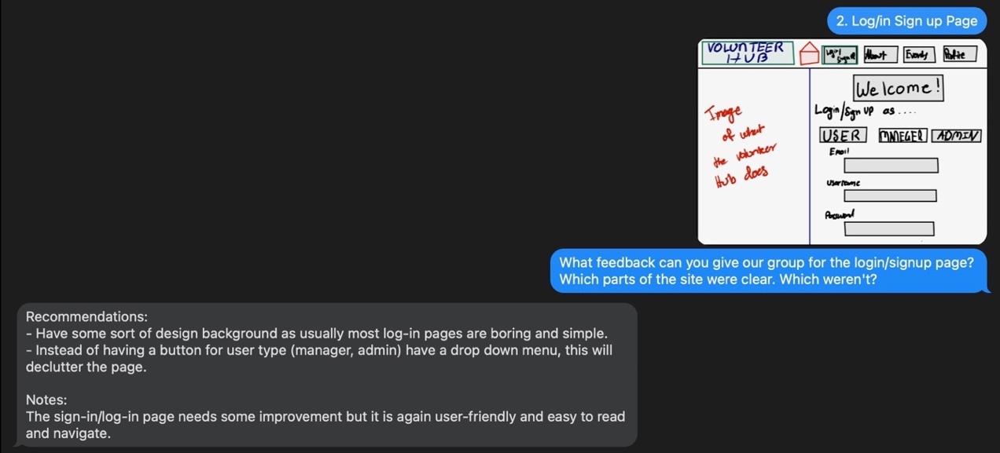 2. Log/in Sign up Page
VOLUNTEER
HUB
Login/
Signup
About
Events
Profile
Welcome!
Login/Sign up as ....
USER
MNEGER
ADMIN
Email
Username
Password
Image
of what
the volunteer
Hub does
What feedback can you give our group for the login/signup page?
Which parts of the site were clear. Which weren't?
Recommendations:
- Have some sort of design background as usually most log-in pages are boring and simple.
- Instead of having a button for user type (manager, admin) have a drop down menu, this will
declutter the page.
Notes:
The sign-in/log-in page needs some improvement but it is again user-friendly and easy to read
and navigate.